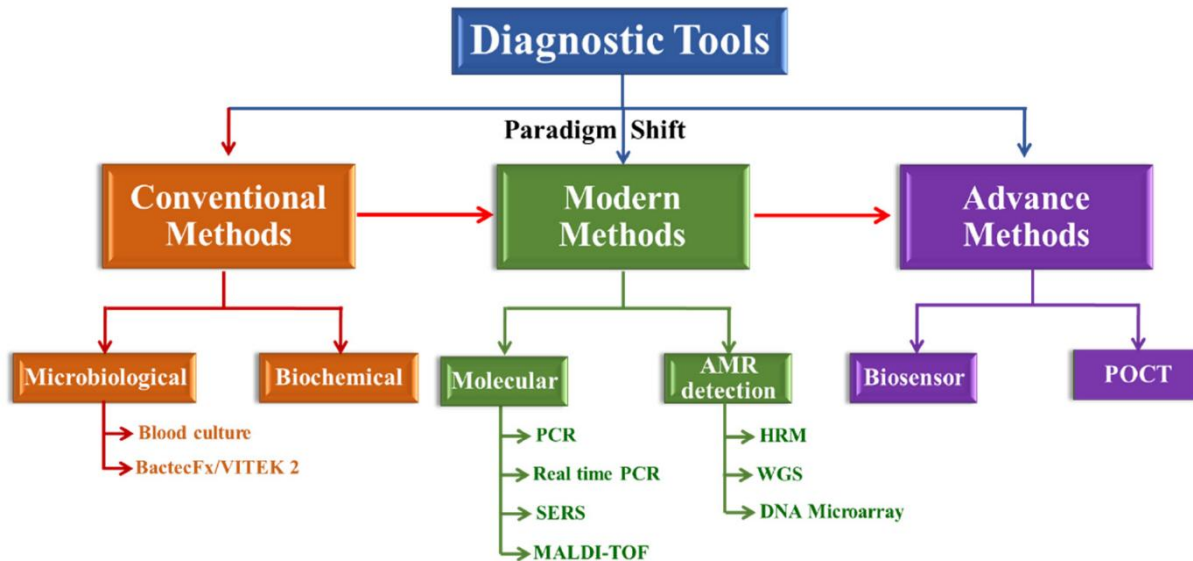 Diagnostic Tools
Paradigm Shift
Conventional
Methods
Modern
Methods
Advance
Methods
Microbiological
Blood culture
BactecFx/VITEK 2
Biochemical
Molecular
PCR
Real time PCR
SERS
MALDI-TOF
AMR
detection
HRM
WGS
DNA Microarray
Biosensor
POCT